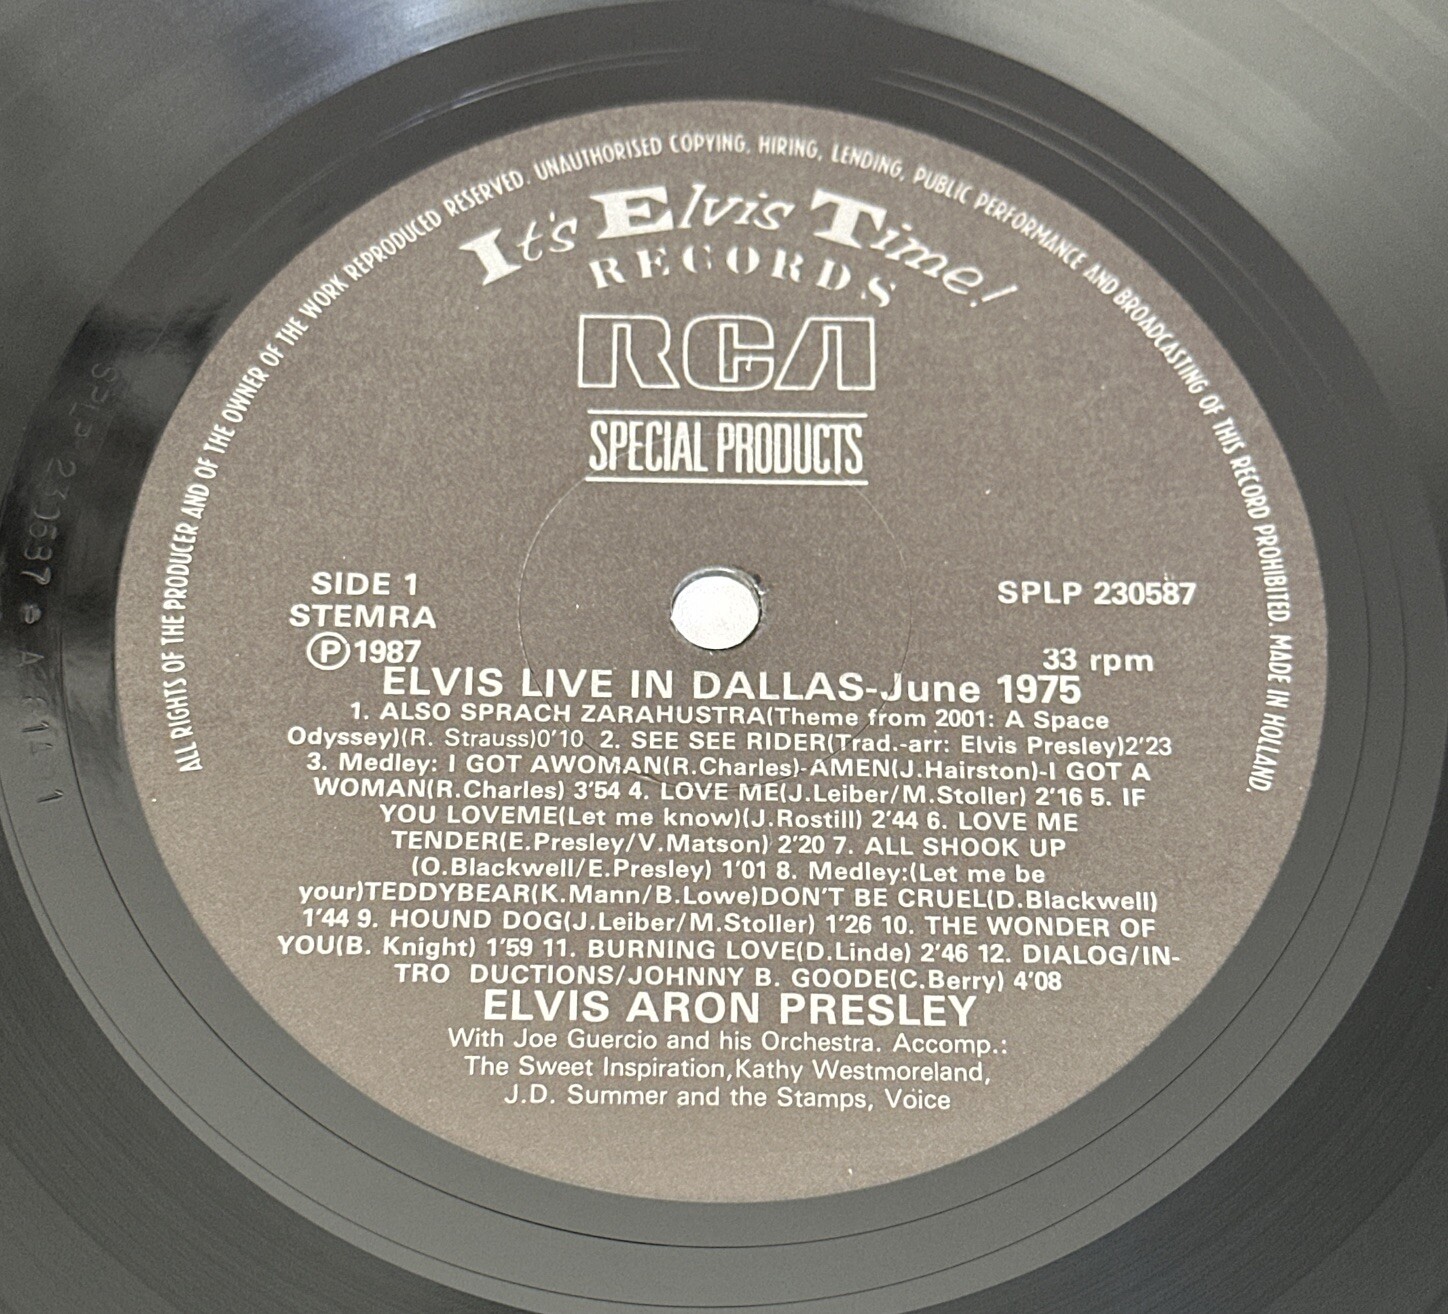 ALL RIGHTS OF THE PRODUCER AND OF THE OWNER OF THE WORK REPRODUCED RESERVED. UNAUTHORISED COPYING, HIRING, LENDING, PUBLIC PERFORMANCE AND BROADCASTING OF THIS RECORD PROHIBITED. MADE IN HOLLAND.
It's Elvis Time!
RECORDS
RCA
SPECIAL PRODUCTS
SIDE 1
STEMRA
Ⓟ1987
SPLP 230587
33 rpm
ELVIS LIVE IN DALLAS-June 1975
1. ALSO SPRACH ZARAHUSTRA(Theme from 2001: A Space
Odyssey)(R. Strauss)0'10 2. SEE SEE RIDER(Trad.-arr: Elvis Presley)2'23
3. Medley: I GOT AWOMAN(R.Charles)-AMEN(J.Hairston)-I GOT A
WOMAN(R.Charles) 3'54 4. LOVE ME(J.Leiber/M.Stoller) 2'16 5. IF
YOU LOVEME(Let me know)(J.Rostill) 2'44 6. LOVE ME
TENDER(E.Presley/V.Matson) 2'20 7. ALL SHOOK UP
(O.Blackwell/E.Presley) 1'01 8. Medley:(Let me be
your)TEDDYBEAR(K.Mann/B.Lowe)DON'T BE CRUEL(D.Blackwell)
1'44 9. HOUND DOG(J.Leiber/M.Stoller) 1'26 10. THE WONDER OF
YOU(B. Knight) 1'59 11. BURNING LOVE(D.Linde) 2'46 12. DIALOG/IN-
TRO DUCTIONS/JOHNNY B. GOODE(C.Berry) 4'08
ELVIS ARON PRESLEY
With Joe Guercio and his Orchestra. Accomp.:
The Sweet Inspiration,Kathy Westmoreland,
J.D. Summer and the Stamps, Voice